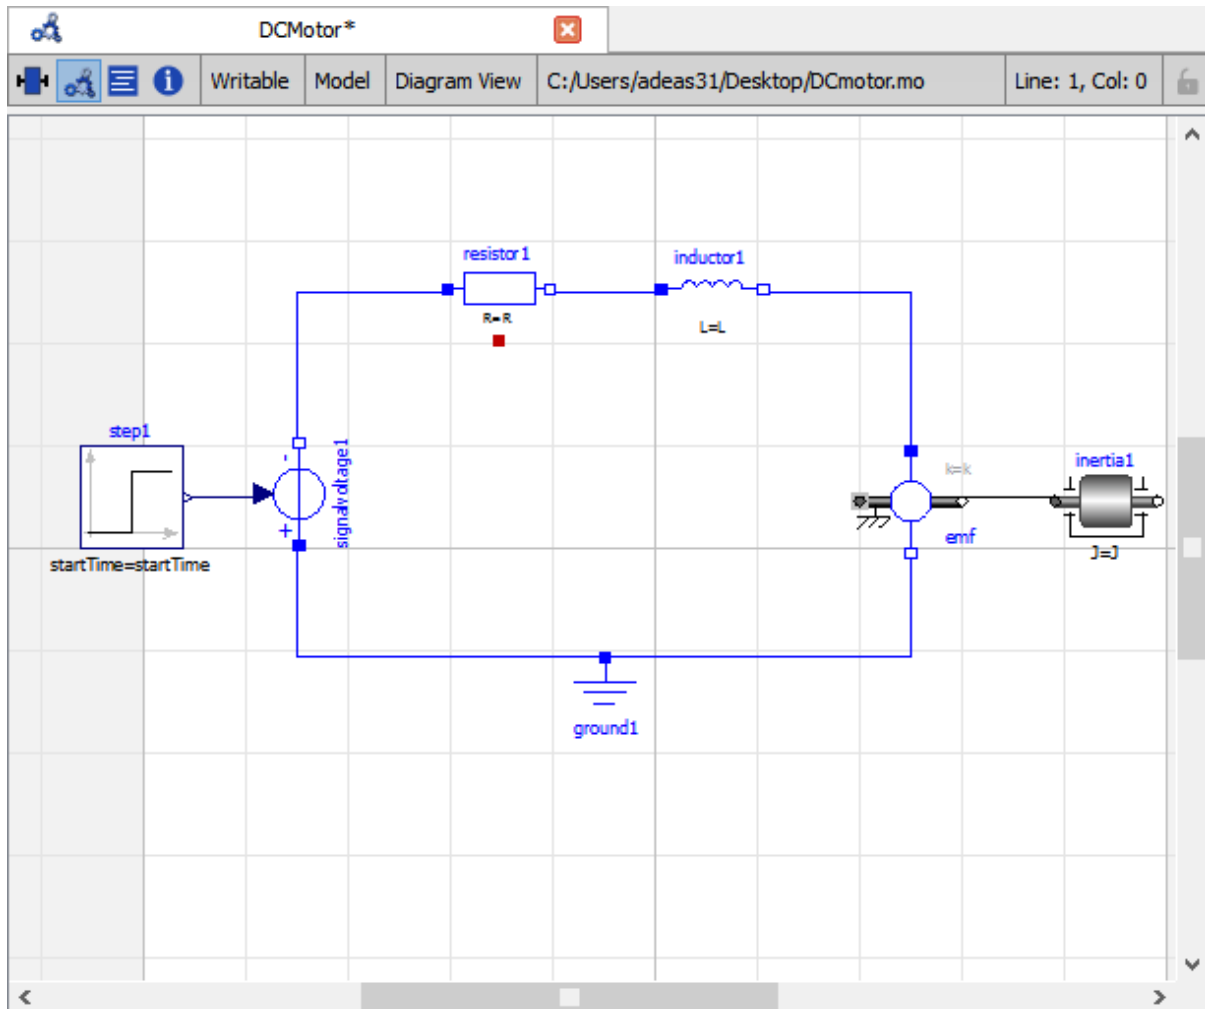 DCMotor*
Writable Model Diagram View C:/Users/adeas31/Desktop/DCmotor.mo Line: 1, Col: 0
resistor1
inductor1
R=R
L=L
step1
signalvoltage1
-
+
k=k
inertia1
emf
J=J
startTime=startTime
ground1